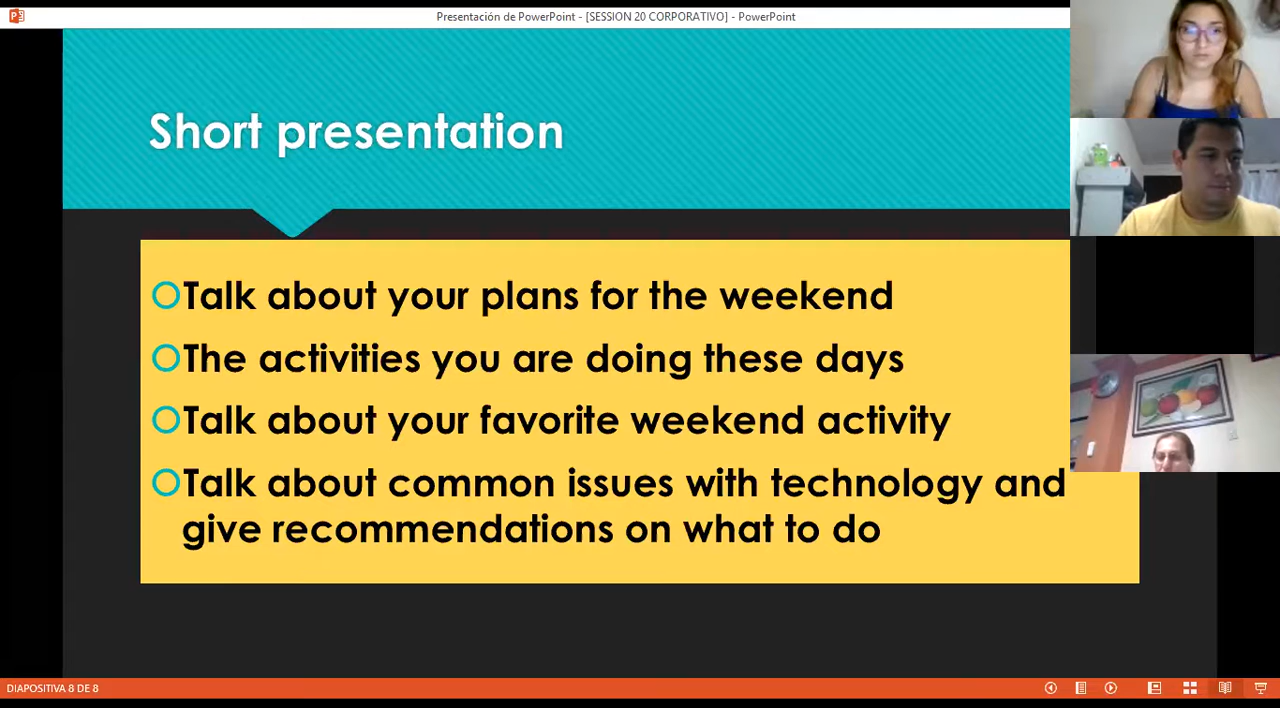 Presentación de PowerPoint - [SESSION 20 CORPORATIVO] - PowerPoint
Short presentation
Talk about your plans for the weekend
The activities you are doing these days
Talk about your favorite weekend activity
Talk about common issues with technology and
give recommendations on what to do
DIAPOSITIVA 8 DE 8